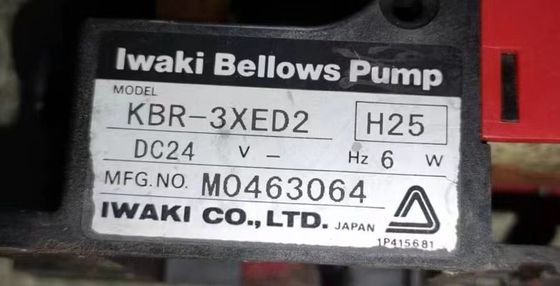 Iwaki Bellows Pump
MODEL
KBR-3XED2 H25
DC24 V - Hz 6 W
MFG.NO. M0463064
IWAKI CO.,LTD. JAPAN
1P415681